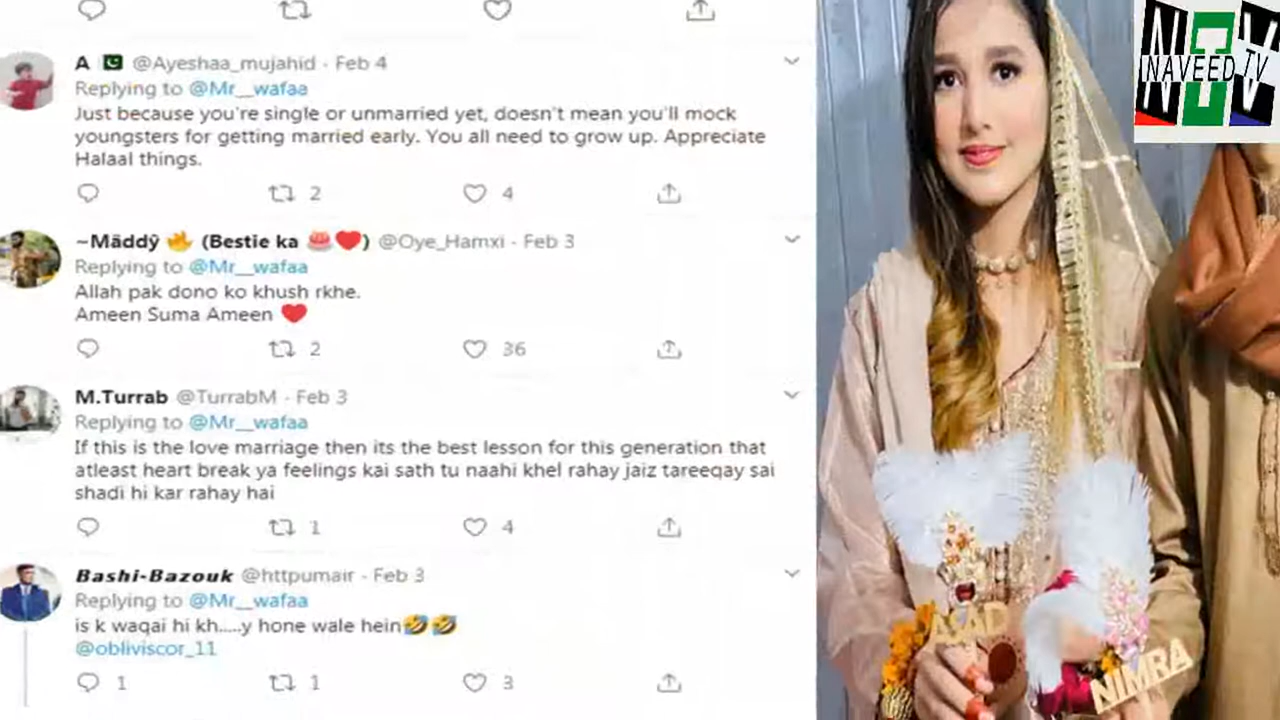 A @Ayeshaa_mujahid · Feb 4
Replying to @Mr__wafaa
Just because you're single or unmarried yet, doesn't mean you'll mock
youngsters for getting married early. You all need to grow up. Appreciate
Halaal things.
2 4
~Mäddŷ 🔥 (Bestie ka 🎂❤️) @Oye_Hamxi · Feb 3
Replying to @Mr__wafaa
Allah pak dono ko khush rkhe.
Ameen Suma Ameen ❤️
2 36
M.Turrab @TurrabM · Feb 3
Replying to @Mr__wafaa
If this is the love marriage then its the best lesson for this generation that
atleast heart break ya feelings kai sath tu naahi khel rahay jaiz tareeqay sai
shadi hi kar rahay hai
1 4
Bashi-Bazouk @httpumair · Feb 3
Replying to @Mr__wafaa
is k waqai hi kh.....y hone wale hein🤣🤣
@obliviscor_11
1 1 3
NAVEED TV
ASAD
NIMRA